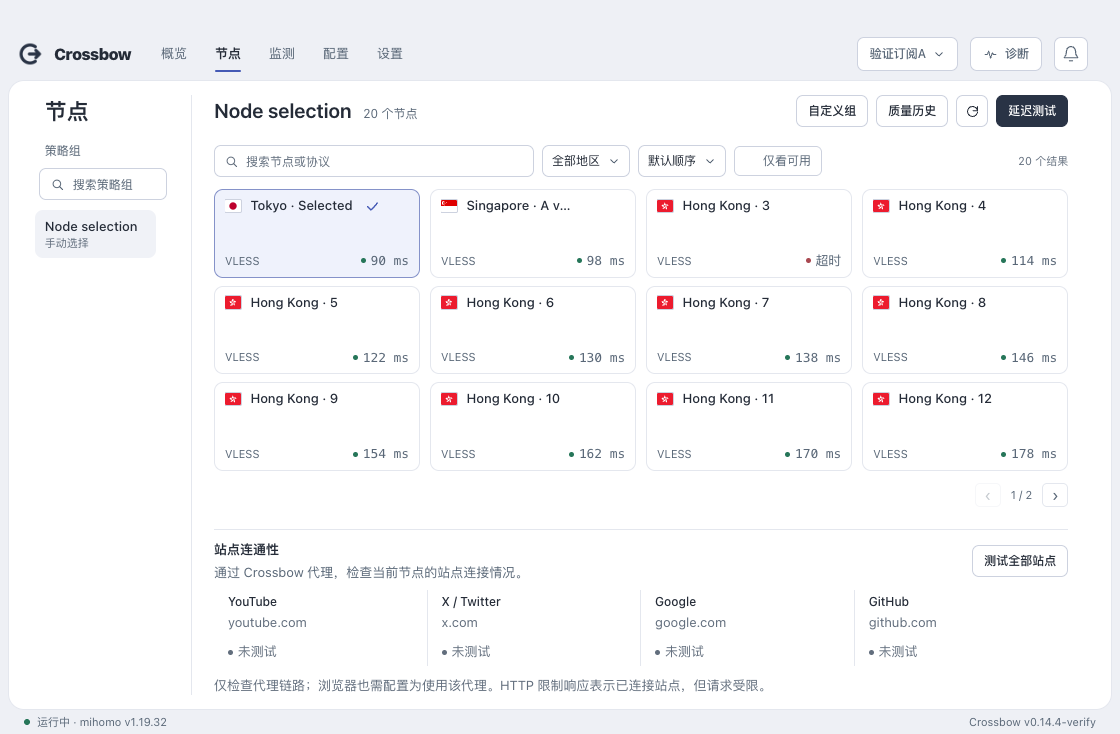 Crossbow 概览 节点 监测 配置 设置 验证订阅A 诊断
节点
策略组
搜索策略组
Node selection
手动选择
Node selection 20 个节点 自定义组 质量历史 延迟测试
搜索节点或协议 全部地区 默认顺序 仅看可用 20 个结果
Tokyo · Selected
VLESS 90 ms
Singapore · A v...
VLESS 98 ms
Hong Kong · 3
VLESS 超时
Hong Kong · 4
VLESS 114 ms
Hong Kong · 5
VLESS 122 ms
Hong Kong · 6
VLESS 130 ms
Hong Kong · 7
VLESS 138 ms
Hong Kong · 8
VLESS 146 ms
Hong Kong · 9
VLESS 154 ms
Hong Kong · 10
VLESS 162 ms
Hong Kong · 11
VLESS 170 ms
Hong Kong · 12
VLESS 178 ms
1 / 2
站点连通性
通过 Crossbow 代理，检查当前节点的站点连接情况。
测试全部站点
YouTube
youtube.com
未测试
X / Twitter
x.com
未测试
Google
google.com
未测试
GitHub
github.com
未测试
仅检查代理链路；浏览器也需配置为使用该代理。HTTP 限制响应表示已连接站点，但请求受限。
运行中 · mihomo v1.19.32
Crossbow v0.14.4-verify